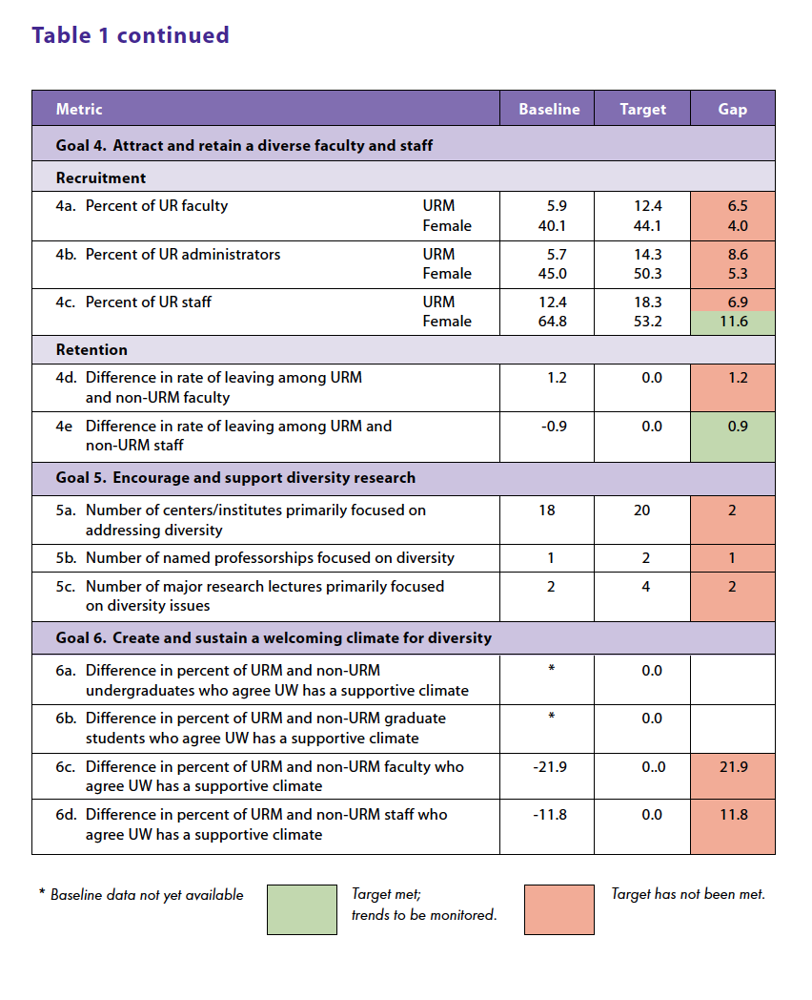 Table 1 continued
Metric Baseline Target Gap
Goal 4. Attract and retain a diverse faculty and staff
Recruitment
4a. Percent of UR faculty URM 5.9 12.4 6.5
Female 40.1 44.1 4.0
4b. Percent of UR administrators URM 5.7 14.3 8.6
Female 45.0 50.3 5.3
4c. Percent of UR staff URM 12.4 18.3 6.9
Female 64.8 53.2 11.6
Retention
4d. Difference in rate of leaving among URM 1.2 0.0 1.2
and non-URM faculty
4e Difference in rate of leaving among URM and -0.9 0.0 0.9
non-URM staff
Goal 5. Encourage and support diversity research
5a. Number of centers/institutes primarily focused on 18 20 2
addressing diversity
5b. Number of named professorships focused on diversity 1 2 1
5c. Number of major research lectures primarily focused 2 4 2
on diversity issues
Goal 6. Create and sustain a welcoming climate for diversity
6a. Difference in percent of URM and non-URM * 0.0
undergraduates who agree UW has a supportive climate
6b. Difference in percent of URM and non-URM graduate * 0.0
students who agree UW has a supportive climate
6c. Difference in percent of URM and non-URM faculty who -21.9 0..0 21.9
agree UW has a supportive climate
6d. Difference in percent of URM and non-URM staff who -11.8 0.0 11.8
agree UW has a supportive climate
* Baseline data not yet available Target met; Target has not been met.
trends to be monitored.